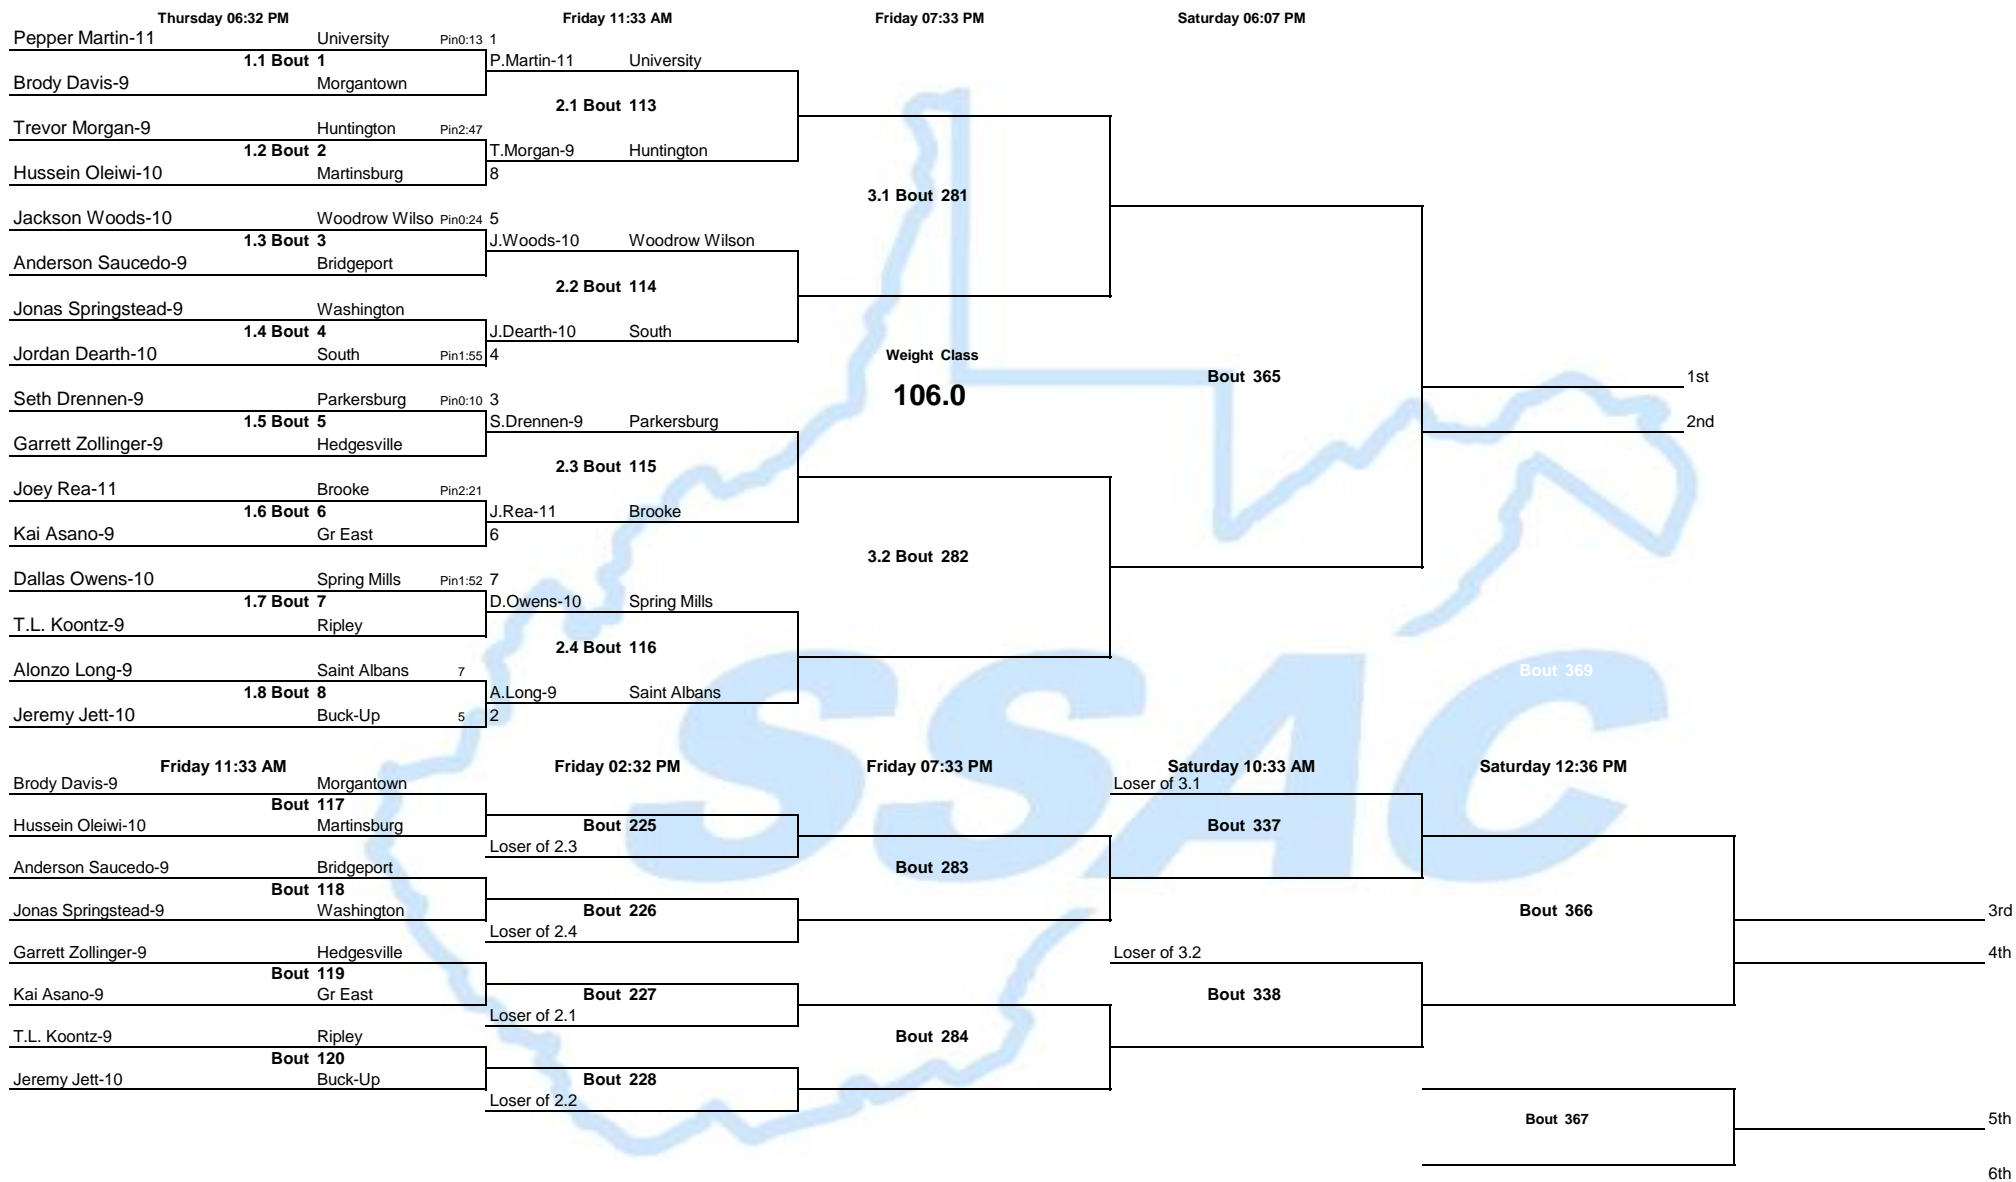 Thursday 06:32 PM Friday 11:33 AM Friday 07:33 PM Saturday 06:07 PM
Pepper Martin-11 University Pin0:13 1
1.1 Bout 1 P.Martin-11 University
Brody Davis-9 Morgantown
2.1 Bout 113
Trevor Morgan-9 Huntington Pin2:47
1.2 Bout 2 T.Morgan-9 Huntington
Hussein Oleiwi-10 Martinsburg 8
3.1 Bout 281
Jackson Woods-10 Woodrow Wilso Pin0:24 5
1.3 Bout 3 J.Woods-10 Woodrow Wilson
Anderson Saucedo-9 Bridgeport
2.2 Bout 114
Jonas Springstead-9 Washington
1.4 Bout 4 J.Dearth-10 South
Jordan Dearth-10 South Pin1:55 4
Weight Class
106.0
Bout 365 1st
Seth Drennen-9 Parkersburg Pin0:10 3
1.5 Bout 5 S.Drennen-9 Parkersburg 2nd
Garrett Zollinger-9 Hedgesville
2.3 Bout 115
Joey Rea-11 Brooke Pin2:21
1.6 Bout 6 J.Rea-11 Brooke
Kai Asano-9 Gr East 6
3.2 Bout 282
Dallas Owens-10 Spring Mills Pin1:52 7
1.7 Bout 7 D.Owens-10 Spring Mills
T.L. Koontz-9 Ripley
2.4 Bout 116
Alonzo Long-9 Saint Albans 7 Bout 369
1.8 Bout 8 A.Long-9 Saint Albans
Jeremy Jett-10 Buck-Up 5 2
SSAC
Friday 11:33 AM Friday 02:32 PM Friday 07:33 PM Saturday 10:33 AM Saturday 12:36 PM
Brody Davis-9 Morgantown Loser of 3.1
Bout 117
Hussein Oleiwi-10 Martinsburg Bout 225 Bout 337
Loser of 2.3
Anderson Saucedo-9 Bridgeport Bout 283
Bout 118
Jonas Springstead-9 Washington Bout 226 Bout 366 3rd
Loser of 2.4
Garrett Zollinger-9 Hedgesville Loser of 3.2 4th
Bout 119
Kai Asano-9 Gr East Bout 227 Bout 338
Loser of 2.1
T.L. Koontz-9 Ripley Bout 284
Bout 120
Jeremy Jett-10 Buck-Up Bout 228
Loser of 2.2
Bout 367 5th
6th